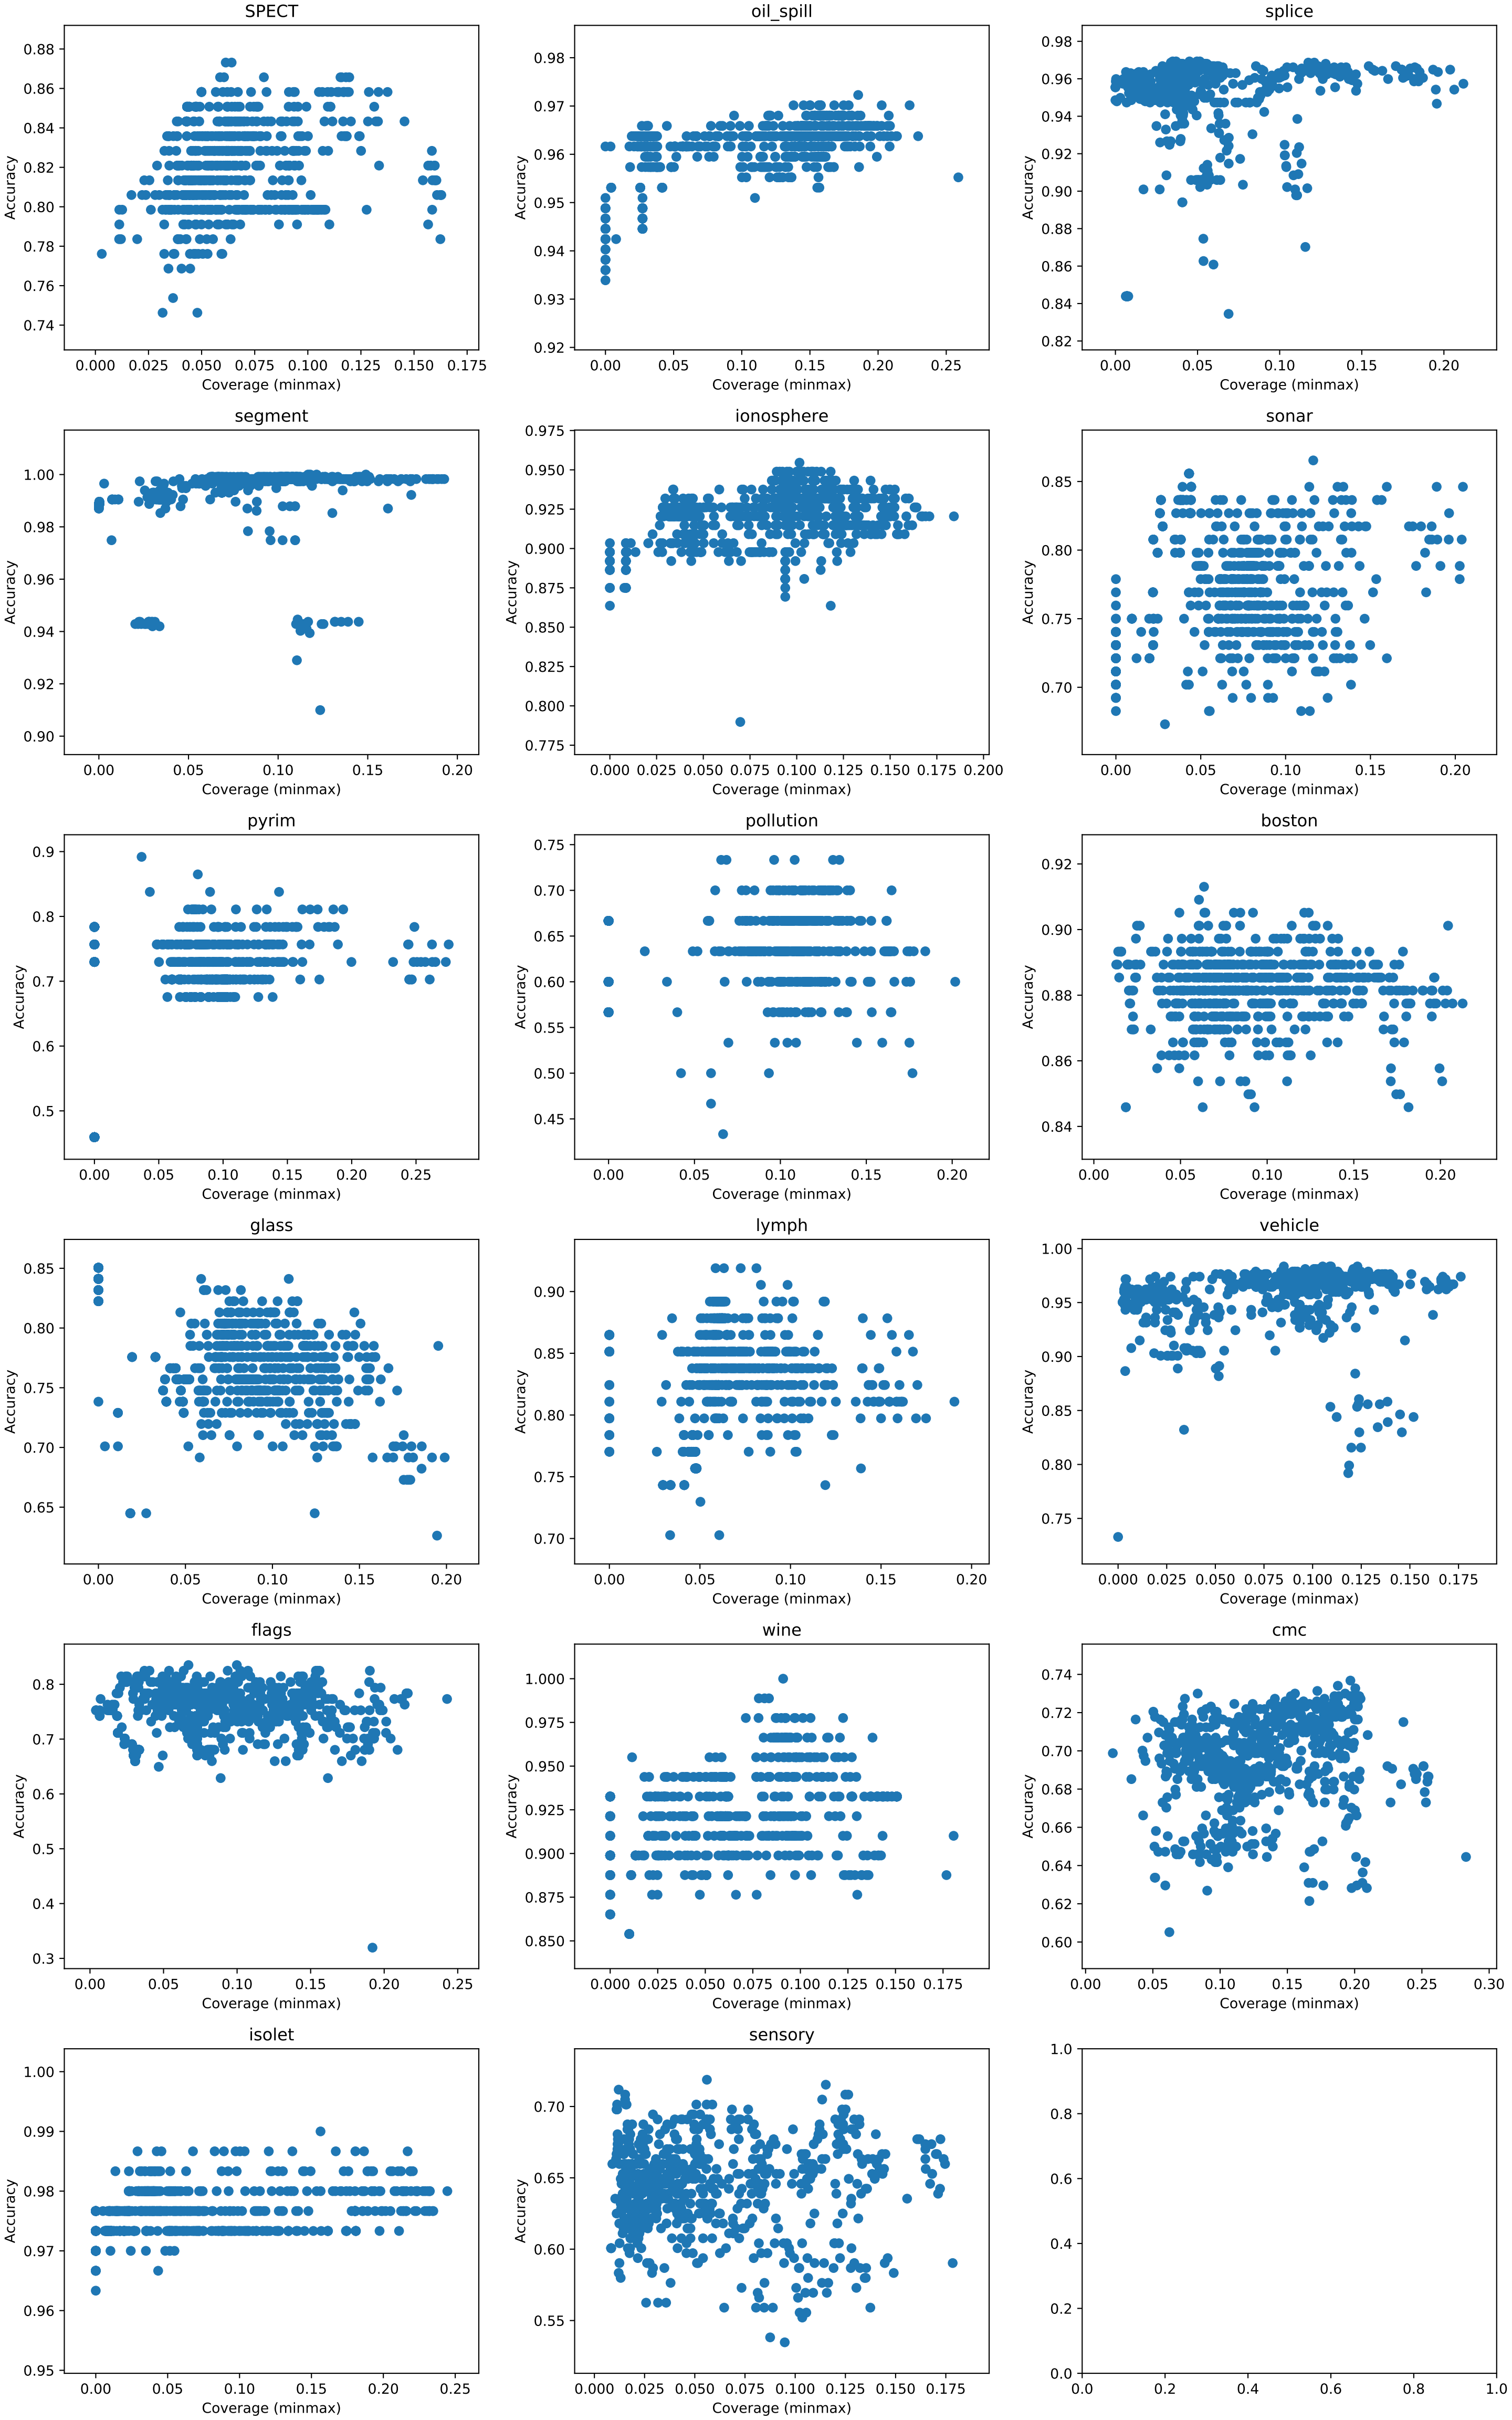 SPECT
0.88
0.86
0.84
0.82
0.80
0.78
0.76
0.74
Accuracy
0.000 0.025 0.050 0.075 0.100 0.125 0.150 0.175
Coverage (minmax)
oil_spill
0.98
0.97
0.96
0.95
0.94
0.93
0.92
Accuracy
0.00 0.05 0.10 0.15 0.20 0.25
Coverage (minmax)
splice
0.98
0.96
0.94
0.92
0.90
0.88
0.86
0.84
0.82
Accuracy
0.00 0.05 0.10 0.15 0.20
Coverage (minmax)
segment
1.00
0.98
0.96
0.94
0.92
0.90
Accuracy
0.00 0.05 0.10 0.15 0.20
Coverage (minmax)
ionosphere
0.975
0.950
0.925
0.900
0.875
0.850
0.825
0.800
0.775
Accuracy
0.000 0.025 0.050 0.075 0.100 0.125 0.150 0.175 0.200
Coverage (minmax)
sonar
0.85
0.80
0.75
0.70
Accuracy
0.00 0.05 0.10 0.15 0.20
Coverage (minmax)
pyrim
0.9
0.8
0.7
0.6
0.5
Accuracy
0.00 0.05 0.10 0.15 0.20 0.25
Coverage (minmax)
pollution
0.75
0.70
0.65
0.60
0.55
0.50
0.45
Accuracy
0.00 0.05 0.10 0.15 0.20
Coverage (minmax)
boston
0.92
0.90
0.88
0.86
0.84
Accuracy
0.00 0.05 0.10 0.15 0.20
Coverage (minmax)
glass
0.85
0.80
0.75
0.70
0.65
Accuracy
0.00 0.05 0.10 0.15 0.20
Coverage (minmax)
lymph
0.90
0.85
0.80
0.75
0.70
Accuracy
0.00 0.05 0.10 0.15 0.20
Coverage (minmax)
vehicle
1.00
0.95
0.90
0.85
0.80
0.75
Accuracy
0.000 0.025 0.050 0.075 0.100 0.125 0.150 0.175
Coverage (minmax)
flags
0.8
0.7
0.6
0.5
0.4
0.3
Accuracy
0.00 0.05 0.10 0.15 0.20 0.25
Coverage (minmax)
wine
1.000
0.975
0.950
0.925
0.900
0.875
0.850
Accuracy
0.000 0.025 0.050 0.075 0.100 0.125 0.150 0.175
Coverage (minmax)
cmc
0.74
0.72
0.70
0.68
0.66
0.64
0.62
0.60
Accuracy
0.00 0.05 0.10 0.15 0.20 0.25 0.30
Coverage (minmax)
isolet
1.00
0.99
0.98
0.97
0.96
0.95
Accuracy
0.00 0.05 0.10 0.15 0.20 0.25
Coverage (minmax)
sensory
0.70
0.65
0.60
0.55
Accuracy
0.000 0.025 0.050 0.075 0.100 0.125 0.150 0.175
Coverage (minmax)
1.0
0.8
0.6
0.4
0.2
0.0
0.0 0.2 0.4 0.6 0.8 1.0